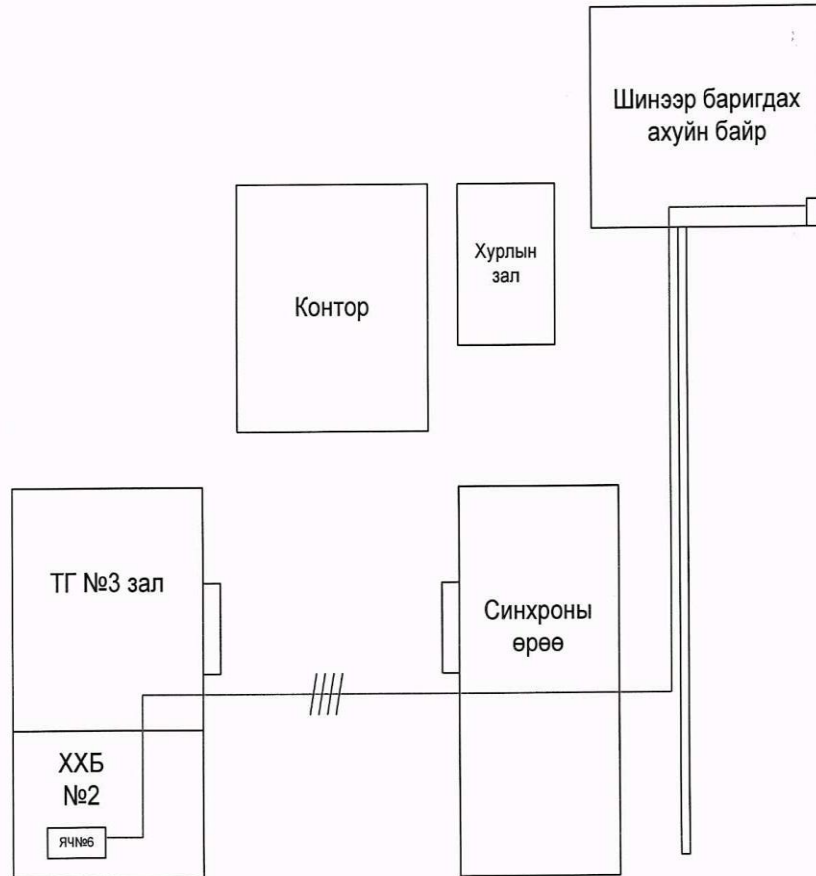 Шинээр баригдах
ахуйн байр
Хурлын
зал
Контор
ТГ №3 зал
Синхроны
өрөө
ХХБ
№2
ЯЧ№6